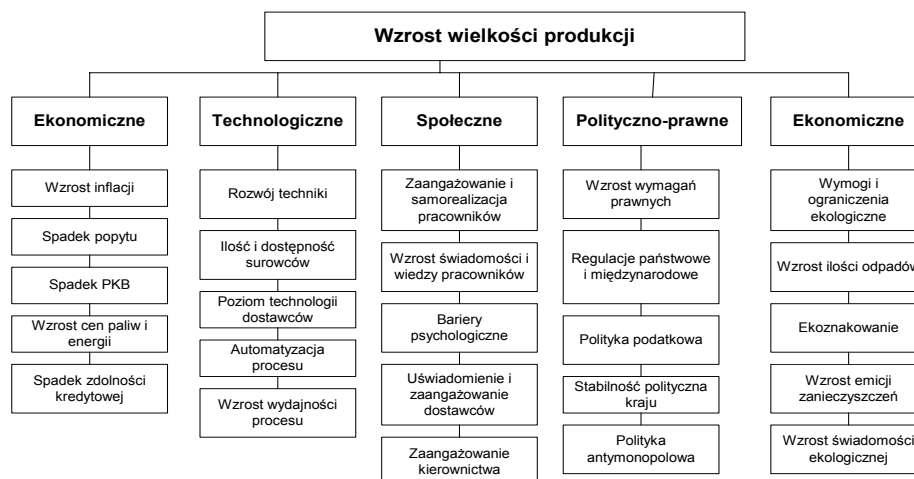 Wzrost wielkości produkcji
Ekonomiczne
Wzrost inflacji
Spadek popytu
Spadek PKB
Wzrost cen paliw i
energii
Spadek zdolności
kredytowej
Technologiczne
Rozwój techniki
Ilość i dostępność
surowców
Poziom technologii
dostawców
Automatyzacja
procesu
Wzrost wydajności
procesu
Społeczne
Zaangażowanie i
samorealizacja
pracowników
Wzrost świadomości i
wiedzy pracowników
Bariery
psychologiczne
Uświadomienie i
zaangażowanie
dostawców
Zaangażowanie
kierownictwa
Polityczno-prawne
Wzrost wymagań
prawnych
Regulacje państwowe
i międzynarodowe
Polityka podatkowa
Stabilność polityczna
kraju
Polityka
antymonopolowa
Ekonomiczne
Wymogi i
ograniczenia
ekologiczne
Wzrost ilości odpadów
Ekoznakowanie
Wzrost emicji
zanieczyszczeń
Wzrost świadomości
ekologicznej